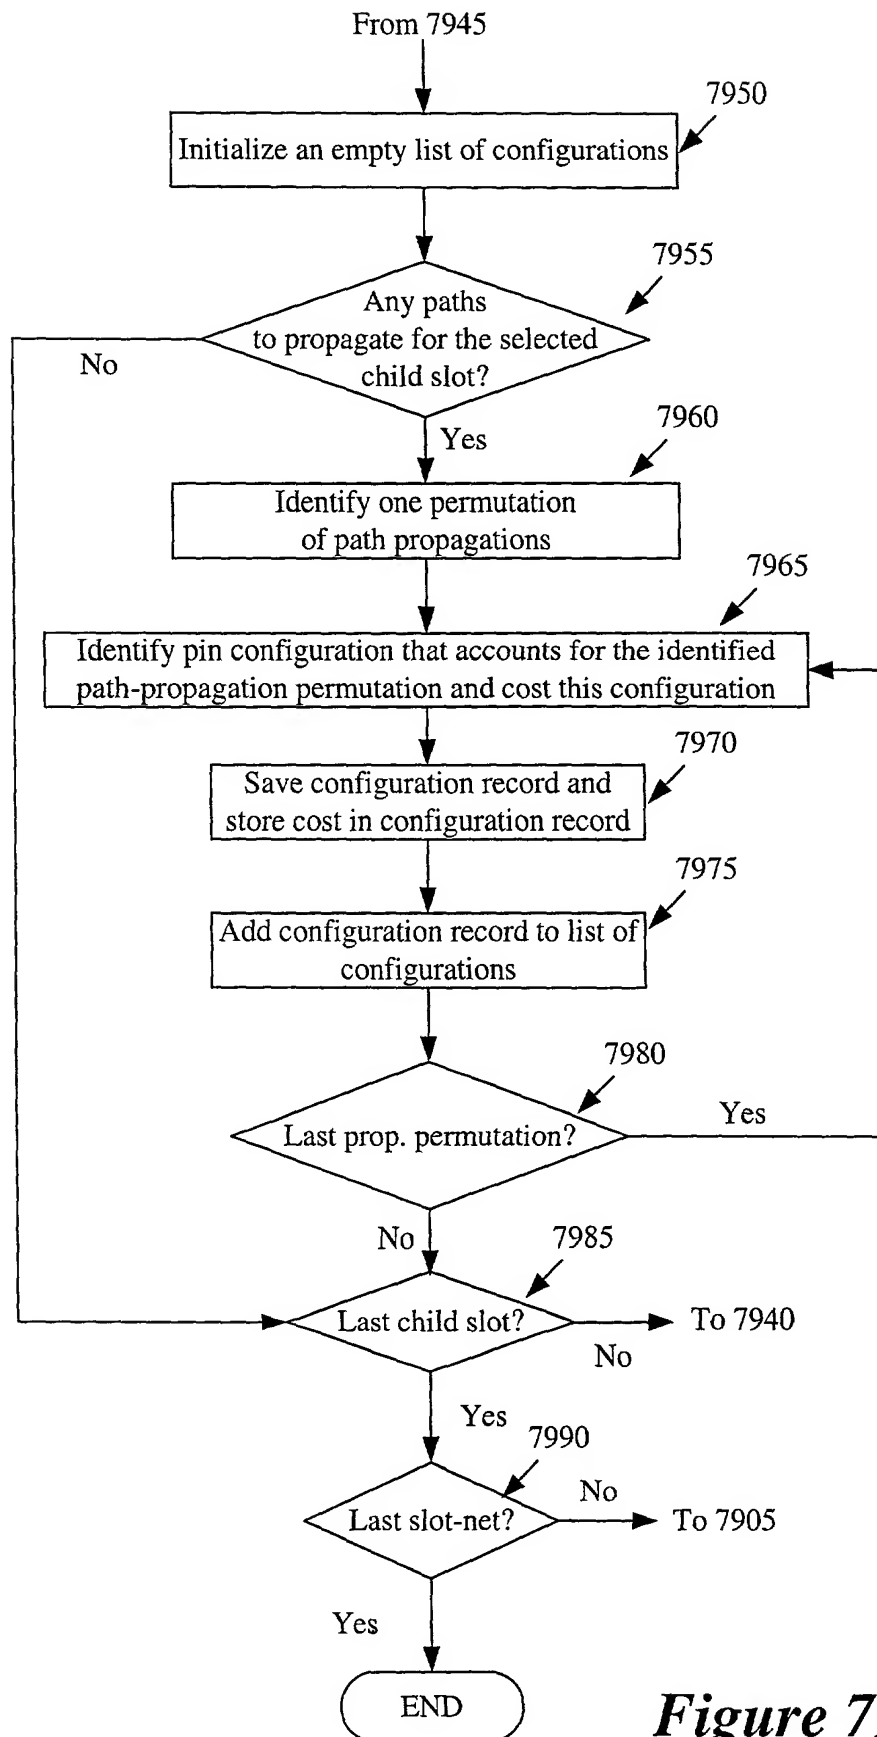 From 7945
7950
Initialize an empty list of configurations
7955
Any paths
to propagate for the selected
child slot?
No
Yes
7960
Identify one permutation
of path propagations
7965
Identify pin configuration that accounts for the identified
path-propagation permutation and cost this configuration
7970
Save configuration record and
store cost in configuration record
7975
Add configuration record to list of
configurations
7980
Last prop. permutation?
Yes
No
7985
Last child slot?
To 7940
No
Yes
7990
Last slot-net?
No
To 7905
Yes
END
Figure 7